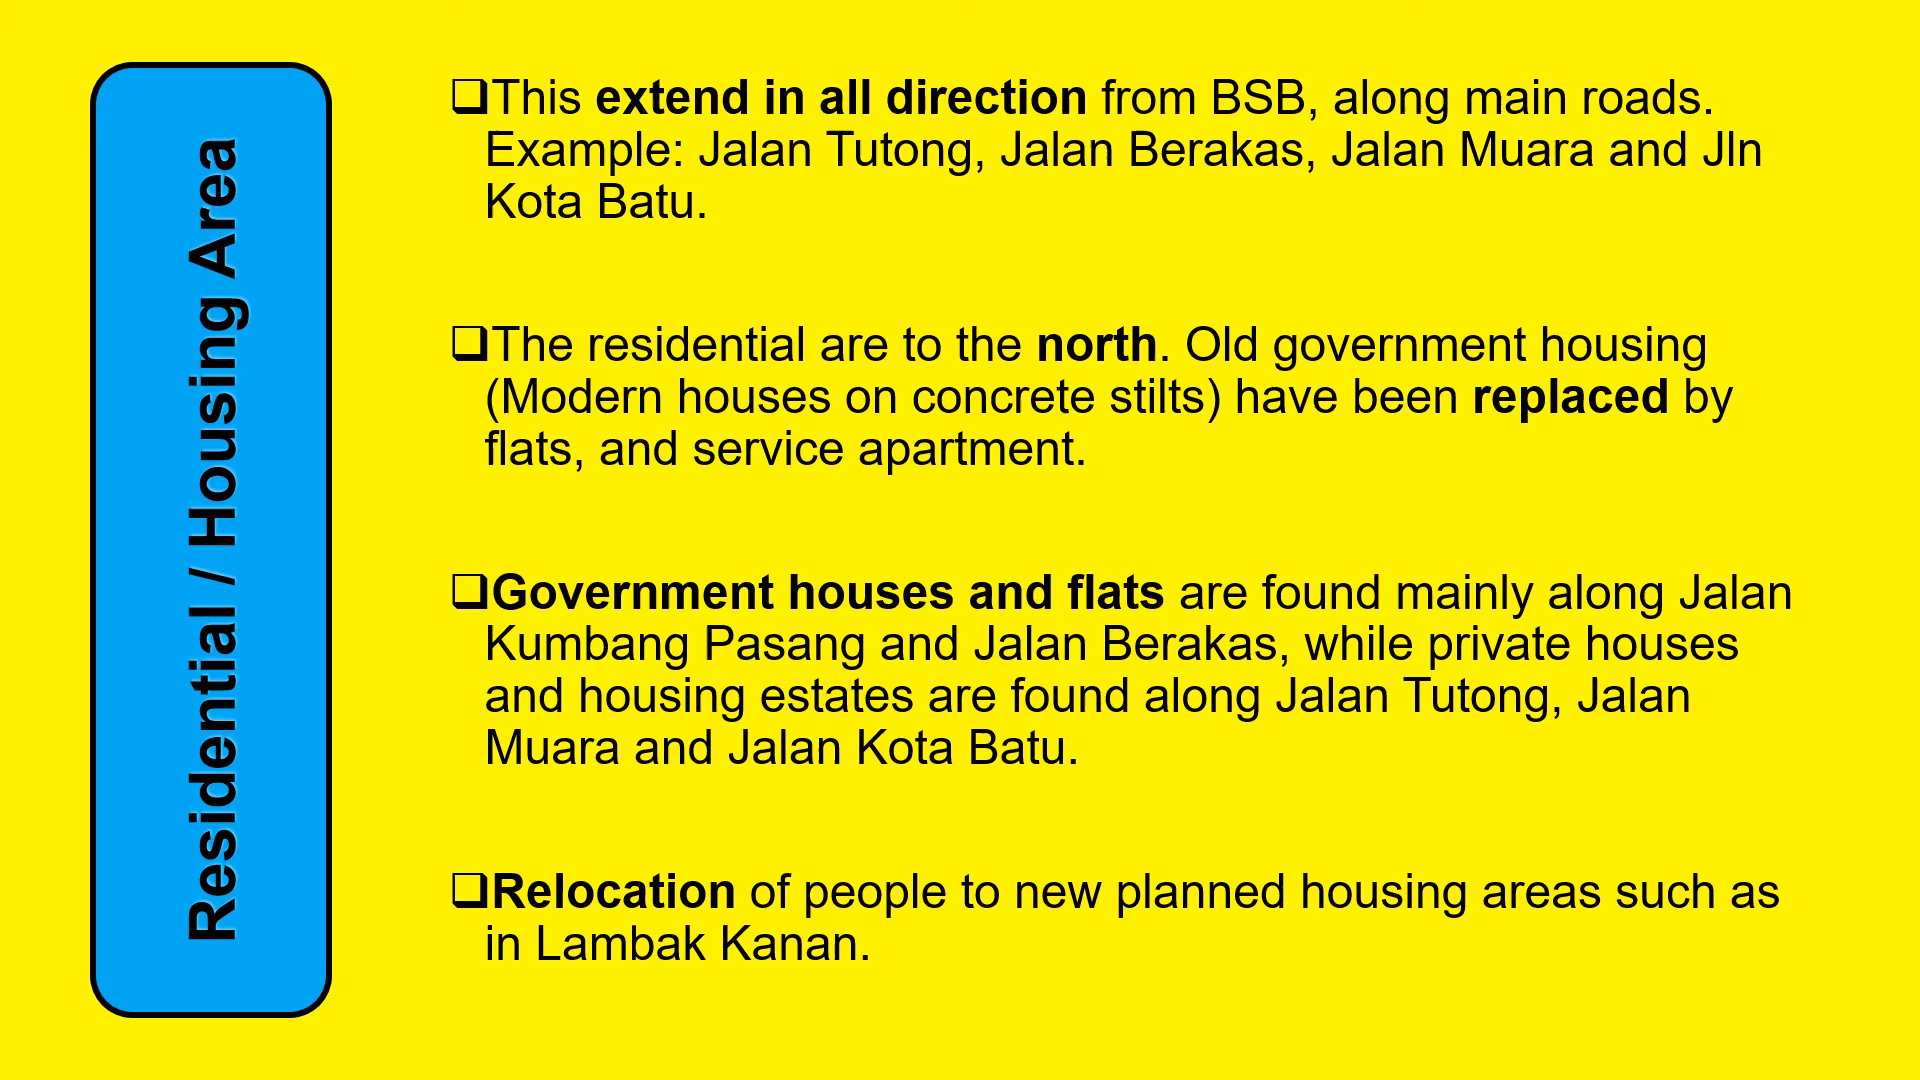 Residential / Housing Area
❑This extend in all direction from BSB, along main roads.
Example: Jalan Tutong, Jalan Berakas, Jalan Muara and Jln
Kota Batu.
❑The residential are to the north. Old government housing
(Modern houses on concrete stilts) have been replaced by
flats, and service apartment.
❑Government houses and flats are found mainly along Jalan
Kumbang Pasang and Jalan Berakas, while private houses
and housing estates are found along Jalan Tutong, Jalan
Muara and Jalan Kota Batu.
❑Relocation of people to new planned housing areas such as
in Lambak Kanan.